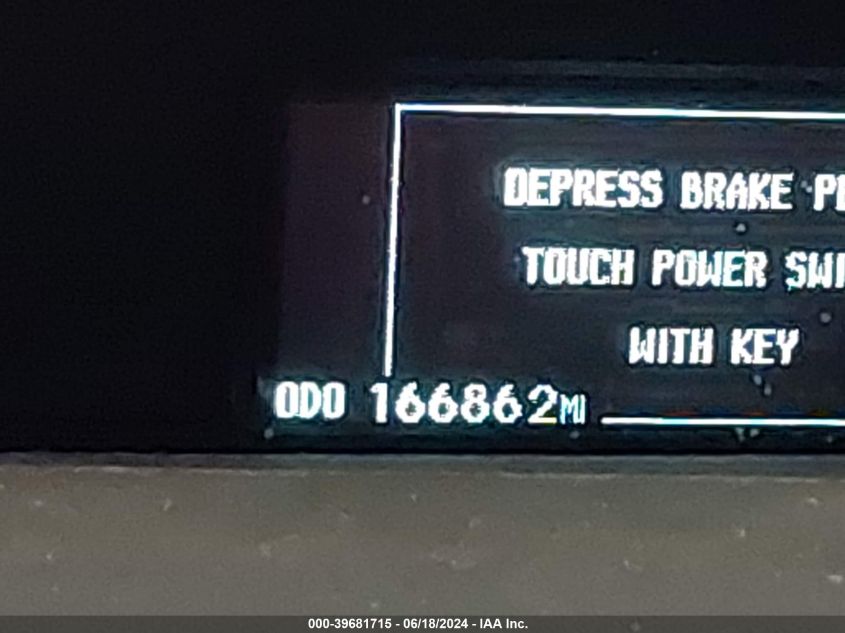 DEPRESS BRAKE
TOUCH POWER
WITH KEY
ODO 166862MI
000-39681715 - 06/18/2024 - IAA Inc.